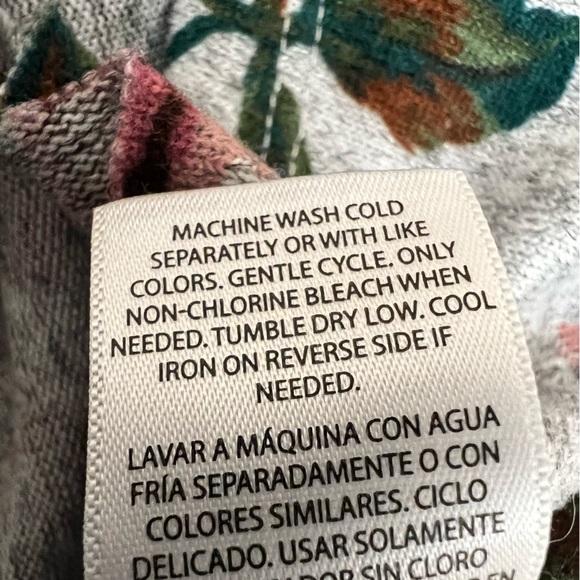 MACHINE WASH COLD
SEPARATELY OR WITH LIKE
COLORS. GENTLE CYCLE. ONLY
NON-CHLORINE BLEACH WHEN
NEEDED. TUMBLE DRY LOW. COOL
IRON ON REVERSE SIDE IF
NEEDED.
LAVAR A MÁQUINA CON AGUA
FRÍA SEPARADAMENTE O CON
COLORES SIMILARES. CICLO
DELICADO. USAR SOLAMENTE
SIN CLORO